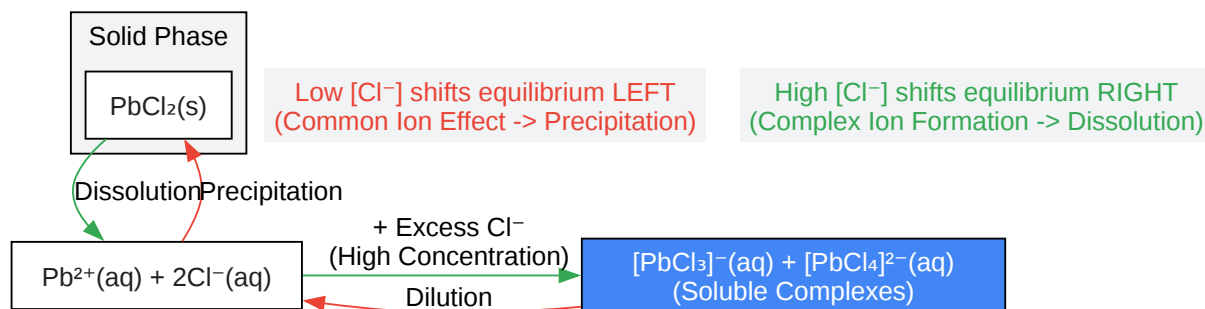 Solid Phase
PbCl₂(s)
Low [Cl⁻] shifts equilibrium LEFT
(Common Ion Effect -> Precipitation)
High [Cl⁻] shifts equilibrium RIGHT
(Complex Ion Formation -> Dissolution)
Dissolution
Precipitation
+ Excess Cl⁻
(High Concentration)
Pb²⁺(aq) + 2Cl⁻(aq)
[PbCl₃]⁻(aq) + [PbCl₄]²⁻(aq)
(Soluble Complexes)
Dilution